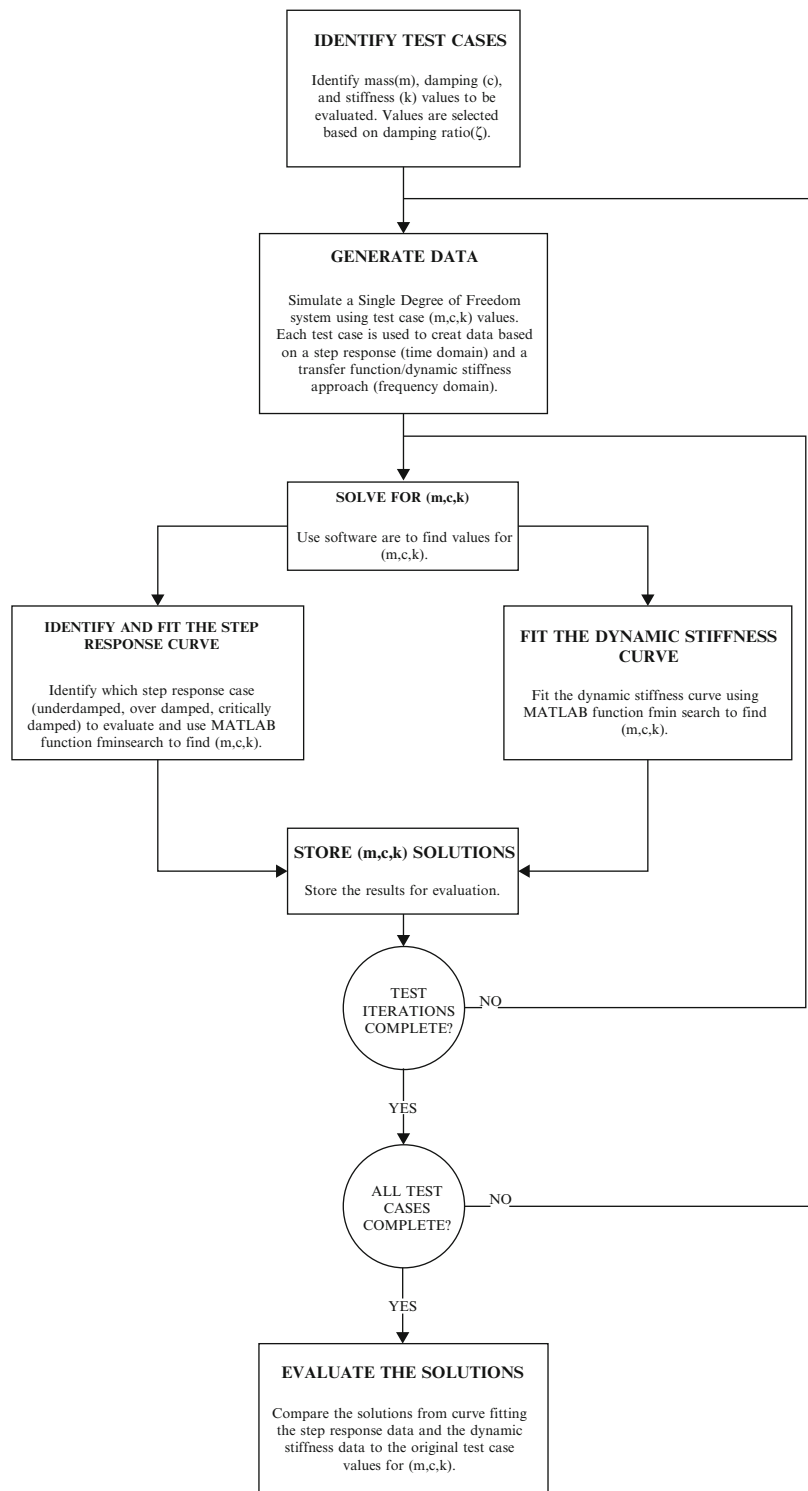 IDENTIFY TEST CASES
Identify mass(m), damping (c),
and stiffness (k) values to be
evaluated. Values are selected
based on damping ratio(ζ).
GENERATE DATA
Simulate a Single Degree of Freedom
system using test case (m,c,k) values.
Each test case is used to creat data based
on a step response (time domain) and a
transfer function/dynamic stiffness
approach (frequency domain).
SOLVE FOR (m,c,k)
Use software are to find values for
(m,c,k).
IDENTIFY AND FIT THE STEP
RESPONSE CURVE
Identify which step response case
(underdamped, over damped, critically
damped) to evaluate and use MATLAB
function fminsearch to find (m,c,k).
FIT THE DYNAMIC STIFFNESS
CURVE
Fit the dynamic stiffness curve using
MATLAB function fmin search to find
(m,c,k).
STORE (m,c,k) SOLUTIONS
Store the results for evaluation.
TEST
ITERATIONS
COMPLETE?
NO
YES
ALL TEST
CASES
COMPLETE?
NO
YES
EVALUATE THE SOLUTIONS
Compare the solutions from curve fitting
the step response data and the dynamic
stiffness data to the original test case
values for (m,c,k).